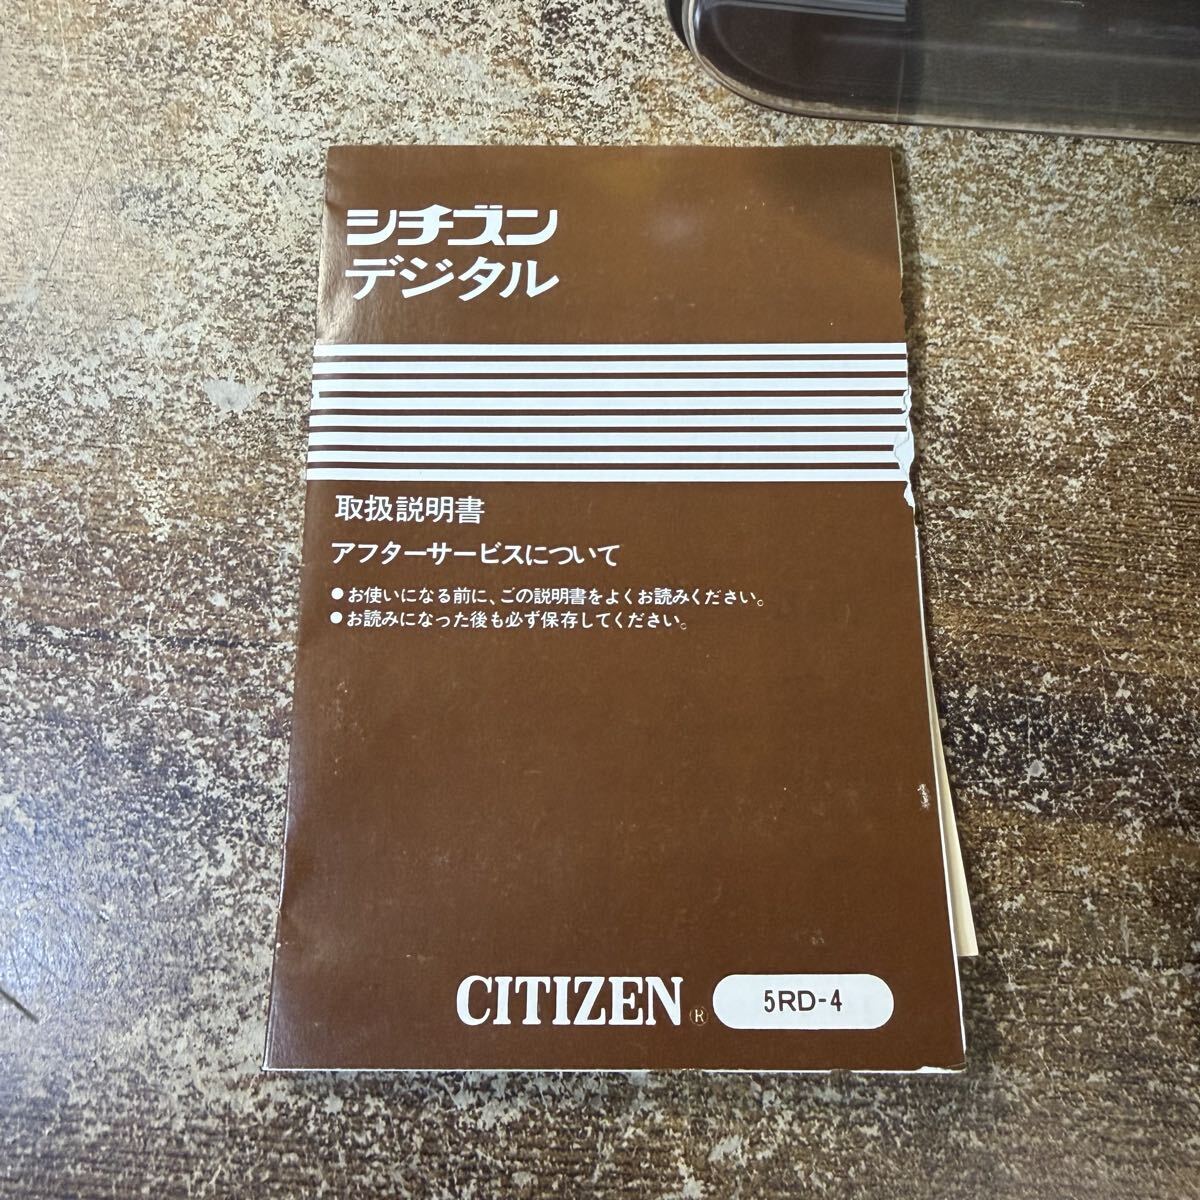 シチズン
デジタル
取扱説明書
アフターサービスについて
●お使いになる前に、この説明書をよくお読みください。
●お読みになった後も必ず保存してください。
CITIZEN® 5RD-4